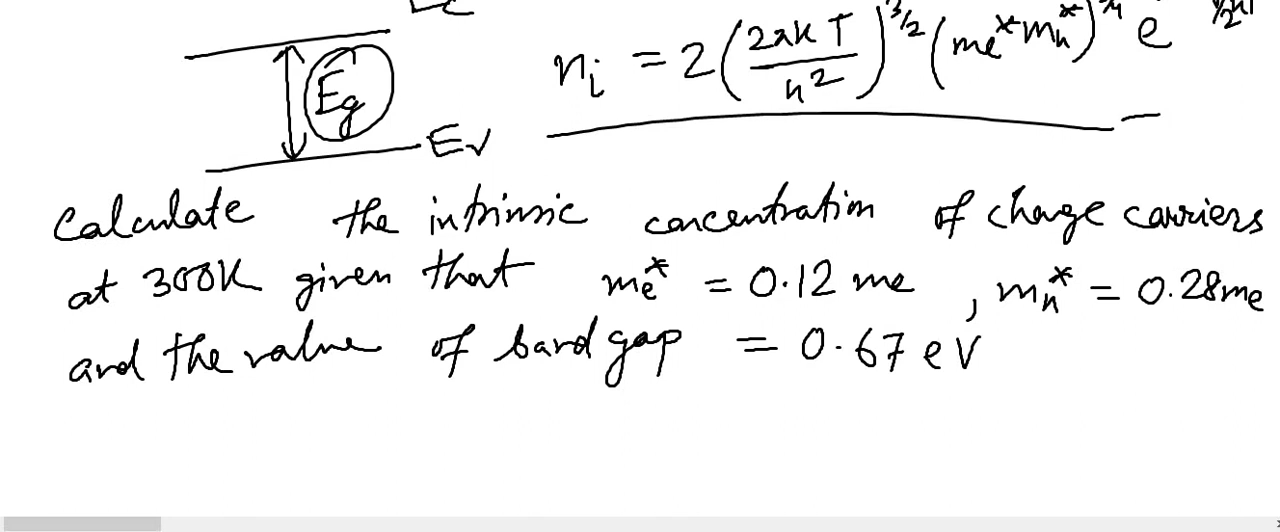 Eg
Ev
ni = 2(2πkT/h²)^3/2 (me* mh*)^3/4 e
Calculate the intrinsic concentration of charge carriers
at 300K given that me* = 0.12 me , mh* = 0.28me
and the value of band gap = 0.67 eV